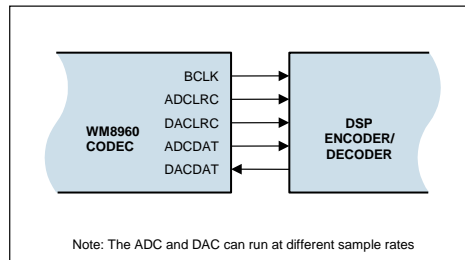 BCLK
ADCLRC
DACLRC
ADCDAT
DACDAT
WM8960
CODEC
DSP
ENCODER/
DECODER
Note: The ADC and DAC can run at different sample rates